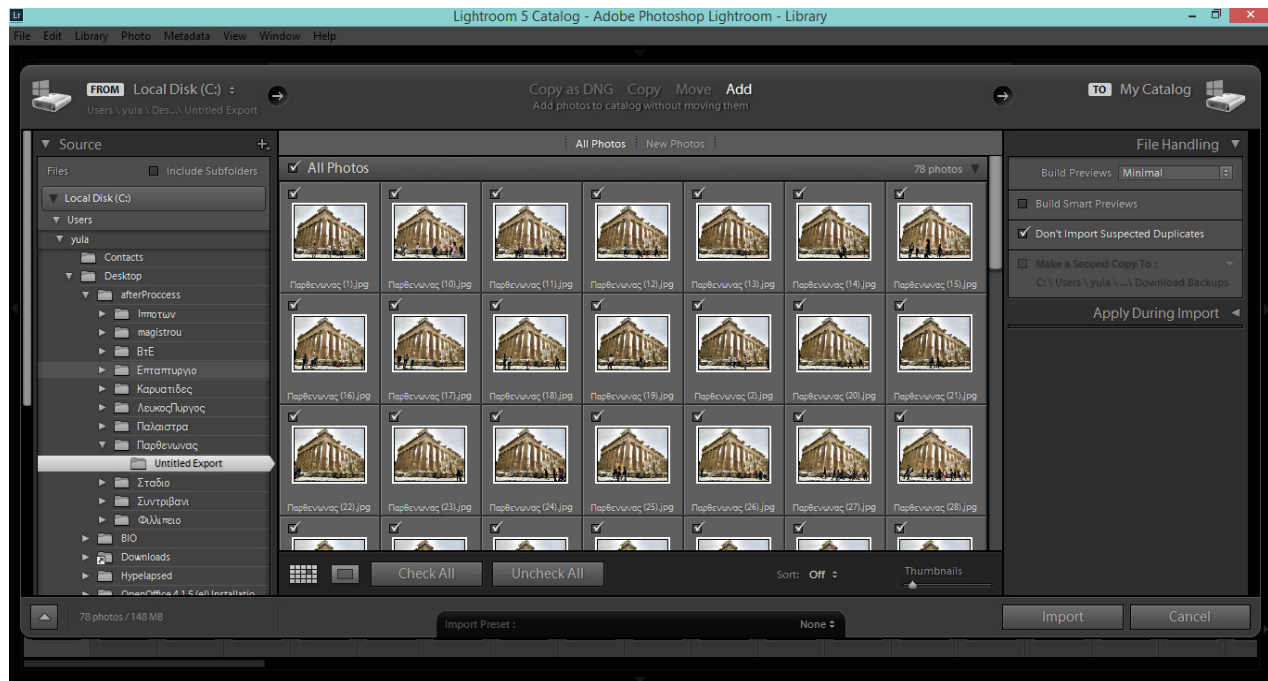 Lr Lightroom 5 Catalog - Adobe Photoshop Lightroom - Library
File Edit Library Photo Metadata View Window Help
FROM Local Disk (C:)
Users \ yula \ Des...\ Untitled Export
Copy as DNG Copy Move Add
Add photos to catalog without moving them
TO My Catalog
Source
Files Include Subfolders
Local Disk (C:)
Users
yula
Contacts
Desktop
afterProccess
Ιπποτων
magistrou
ΒτΕ
Επταπυργιο
Καρυατιδες
ΛευκοςΠυργος
Παλαιστρα
Παρθενωνας
Untitled Export
Σταδιο
Συντριβανι
Φιλλιπειο
BIO
Downloads
Hypelapsed
OpenOffice 4.1.5 (el) Installatio
All Photos New Photos
All Photos 78 photos
Παρθενωνας (1).jpg Παρθενωνας (10).jpg Παρθενωνας (11).jpg Παρθενωνας (12).jpg Παρθενωνας (13).jpg Παρθενωνας (14).jpg Παρθενωνας (15).jpg
Παρθενωνας (16).jpg Παρθενωνας (17).jpg Παρθενωνας (18).jpg Παρθενωνας (19).jpg Παρθενωνας (2).jpg Παρθενωνας (20).jpg Παρθενωνας (21).jpg
Παρθενωνας (22).jpg Παρθενωνας (23).jpg Παρθενωνας (24).jpg Παρθενωνας (25).jpg Παρθενωνας (26).jpg Παρθενωνας (27).jpg Παρθενωνας (28).jpg
Check All Uncheck All Sort: Off Thumbnails
File Handling
Build Previews Minimal
Build Smart Previews
Don't Import Suspected Duplicates
Make a Second Copy To :
C: \ Users \ yula \ ...\ Download Backups
Apply During Import
78 photos / 148 MB
Import Preset : None
Import Cancel